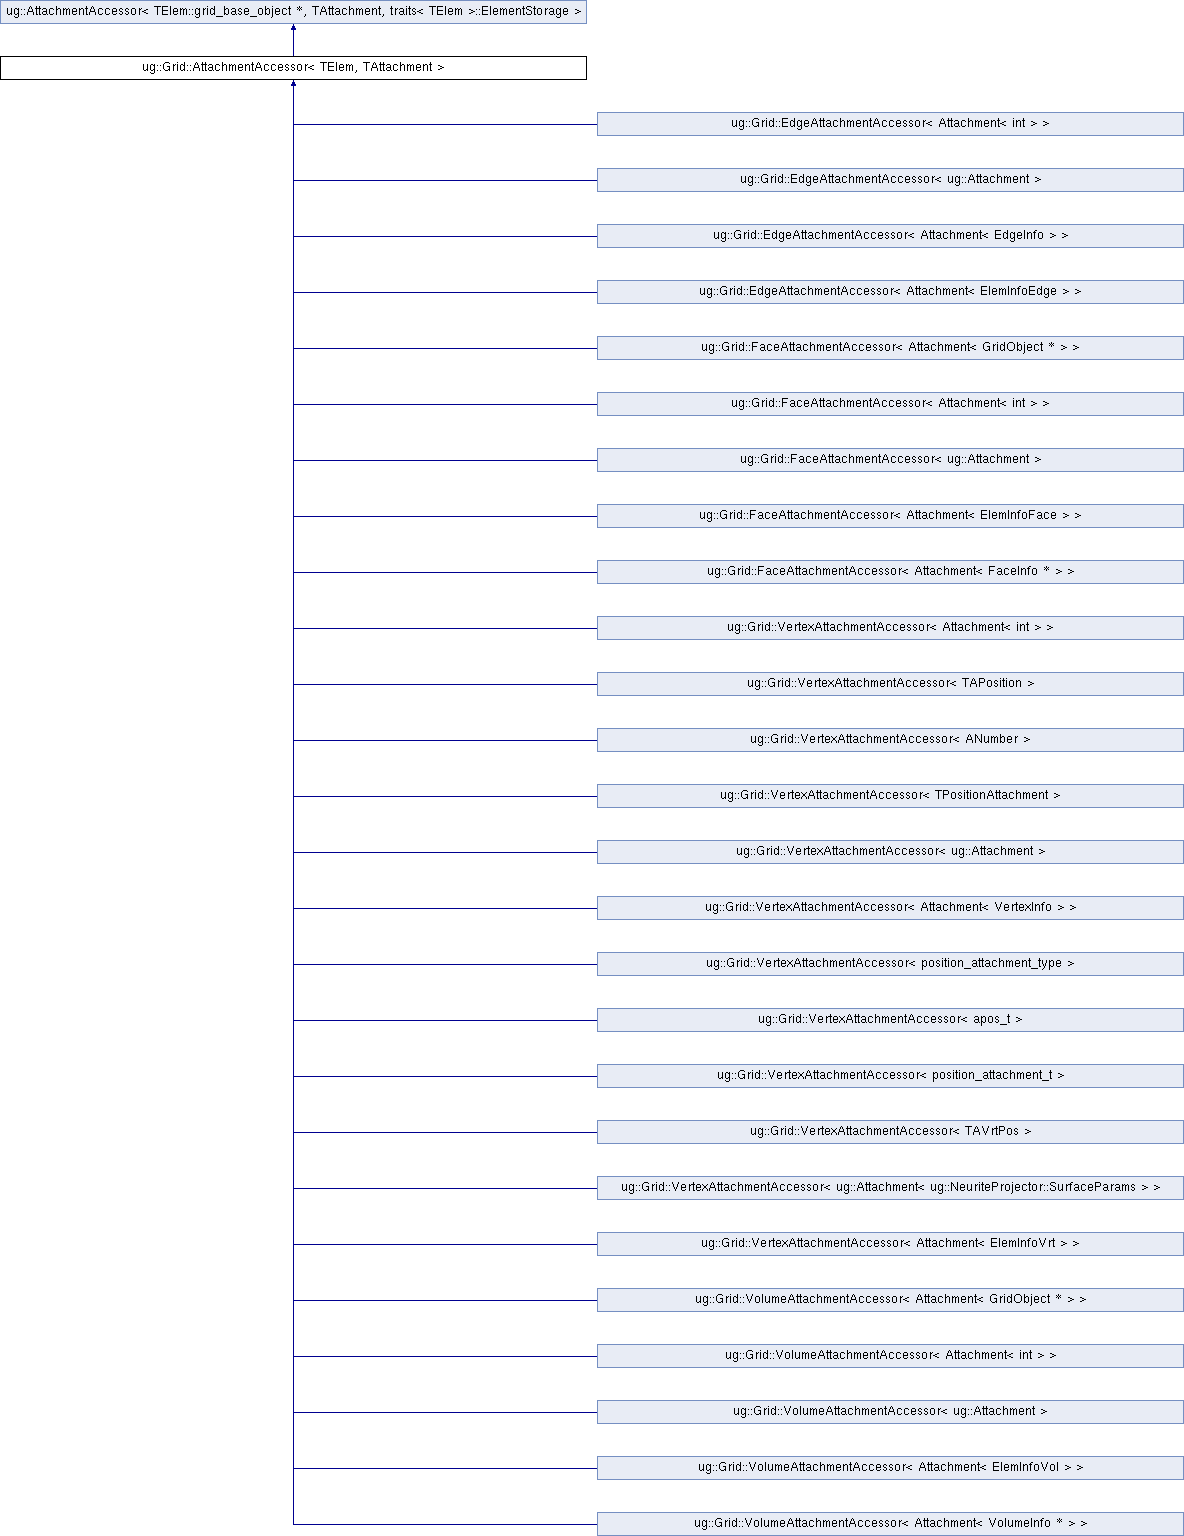 ug::AttachmentAccessor< TElem::grid_base_object *, TAttachment, traits< TElem >::ElementStorage >
ug::Grid::AttachmentAccessor< TElem, TAttachment >
ug::Grid::EdgeAttachmentAccessor< Attachment< int > >
ug::Grid::EdgeAttachmentAccessor< ug::Attachment >
ug::Grid::EdgeAttachmentAccessor< Attachment< EdgeInfo > >
ug::Grid::EdgeAttachmentAccessor< Attachment< ElemInfoEdge > >
ug::Grid::FaceAttachmentAccessor< Attachment< GridObject * > >
ug::Grid::FaceAttachmentAccessor< Attachment< int > >
ug::Grid::FaceAttachmentAccessor< ug::Attachment >
ug::Grid::FaceAttachmentAccessor< Attachment< ElemInfoFace > >
ug::Grid::FaceAttachmentAccessor< Attachment< FaceInfo * > >
ug::Grid::VertexAttachmentAccessor< Attachment< int > >
ug::Grid::VertexAttachmentAccessor< TAPosition >
ug::Grid::VertexAttachmentAccessor< ANumber >
ug::Grid::VertexAttachmentAccessor< TPositionAttachment >
ug::Grid::VertexAttachmentAccessor< ug::Attachment >
ug::Grid::VertexAttachmentAccessor< Attachment< VertexInfo > >
ug::Grid::VertexAttachmentAccessor< position_attachment_type >
ug::Grid::VertexAttachmentAccessor< apos_t >
ug::Grid::VertexAttachmentAccessor< position_attachment_t >
ug::Grid::VertexAttachmentAccessor< TAVrtPos >
ug::Grid::VertexAttachmentAccessor< ug::Attachment< ug::NeuriteProjector::SurfaceParams > >
ug::Grid::VertexAttachmentAccessor< Attachment< ElemInfoVrt > >
ug::Grid::VolumeAttachmentAccessor< Attachment< GridObject * > >
ug::Grid::VolumeAttachmentAccessor< Attachment< int > >
ug::Grid::VolumeAttachmentAccessor< ug::Attachment >
ug::Grid::VolumeAttachmentAccessor< Attachment< ElemInfoVol > >
ug::Grid::VolumeAttachmentAccessor< Attachment< VolumeInfo * > >